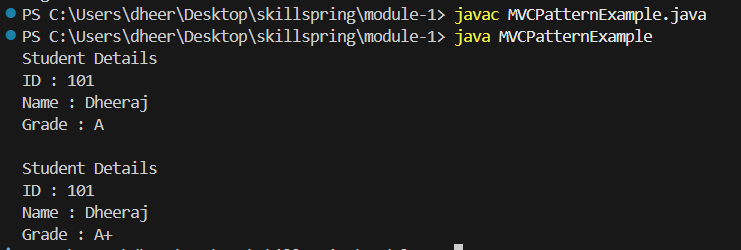 PS C:\Users\dheer\Desktop\skillspring\module-1> javac MVCPatternExample.java
PS C:\Users\dheer\Desktop\skillspring\module-1> java MVCPatternExample
Student Details
ID : 101
Name : Dheeraj
Grade : A
Student Details
ID : 101
Name : Dheeraj
Grade : A+